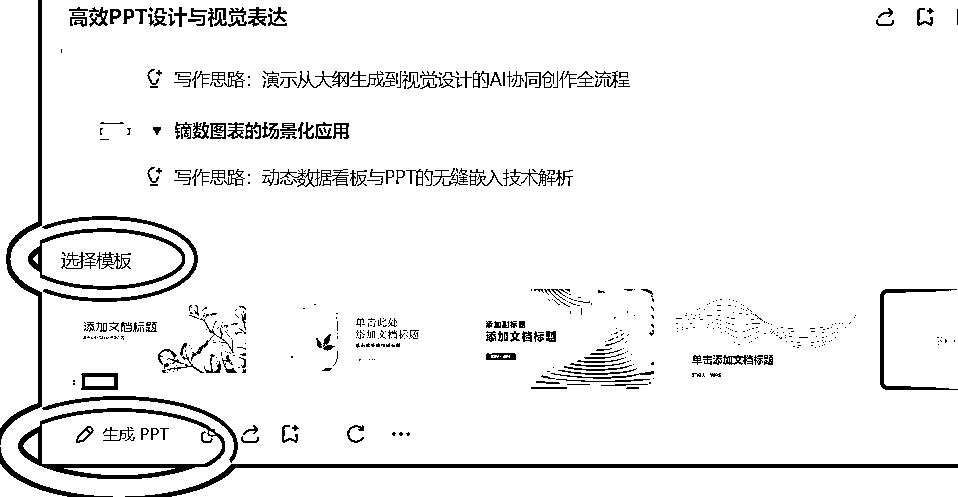 高效PPT设计与视觉表达
写作思路：演示从大纲生成到视觉设计的AI协同创作全流程
镝数图表的场景化应用
写作思路：动态数据看板与PPT的无缝嵌入技术解析
选择模板
添加文档标题
单击此处
添加文档标题
添加副标题
添加文档标题
单击添加文档标题
生成 PPT